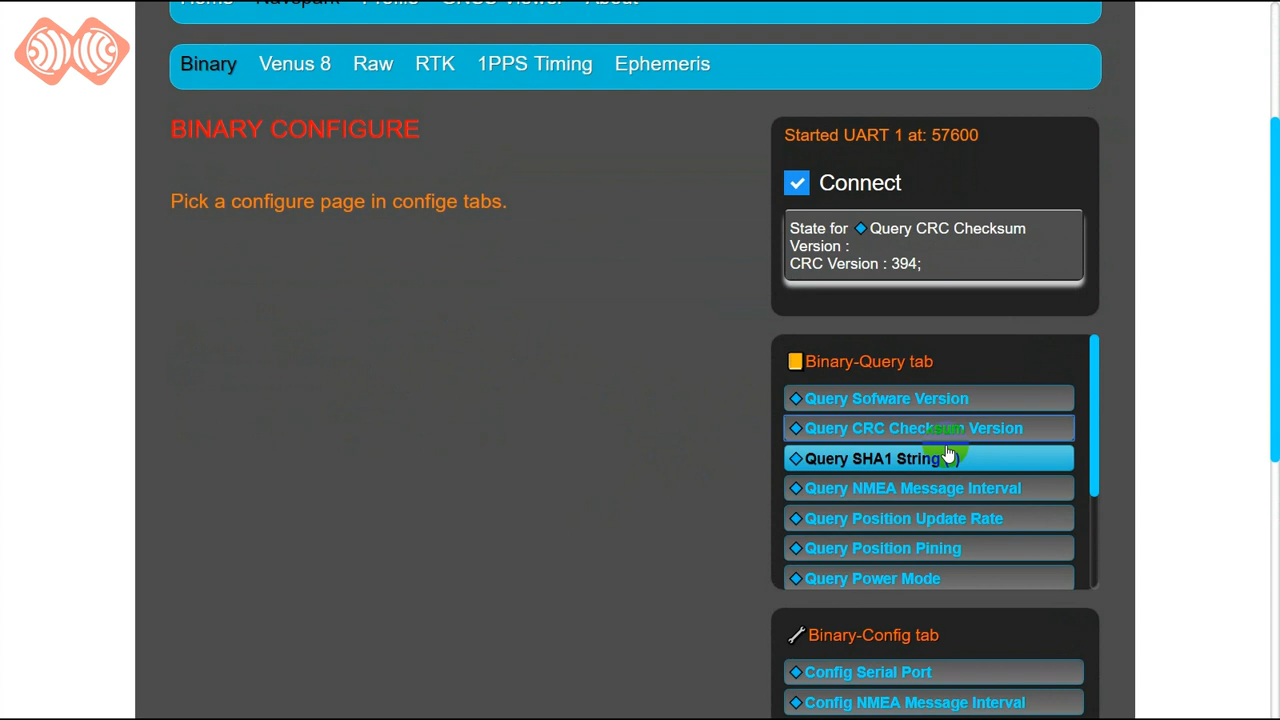 Binary Venus 8 Raw RTK 1PPS Timing Ephemeris
BINARY CONFIGURE
Pick a configure page in confige tabs.
Started UART 1 at: 57600
Connect
State for Query CRC Checksum
Version :
CRC Version : 394;
Binary-Query tab
Query Sofware Version
Query CRC Checksum Version
Query SHA1 String
Query NMEA Message Interval
Query Position Update Rate
Query Position Pining
Query Power Mode
Binary-Config tab
Config Serial Port
Config NMEA Message Interval